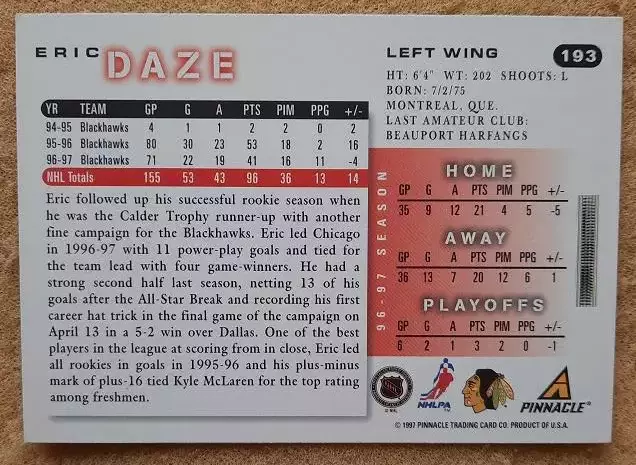 ERIC DAZE
LEFT WING 193
HT: 6'4" WT: 202 SHOOTS: L
BORN: 7/2/75
MONTREAL, QUE.
LAST AMATEUR CLUB:
BEAUPORT HARFANGS
YR TEAM GP G A PTS PIM PPG +/-
94-95 Blackhawks 4 1 1 2 2 0 2
95-96 Blackhawks 80 30 23 53 18 2 16
96-97 Blackhawks 71 22 19 41 16 11 -4
NHL Totals 155 53 43 96 36 13 14
Eric followed up his successful rookie season when
he was the Calder Trophy runner-up with another
fine campaign for the Blackhawks. Eric led Chicago
in 1996-97 with 11 power-play goals and tied for
the team lead with four game-winners. He had a
strong second half last season, netting 13 of his
goals after the All-Star Break and recording his first
career hat trick in the final game of the campaign on
April 13 in a 5-2 win over Dallas. One of the best
players in the league at scoring from in close, Eric led
all rookies in goals in 1995-96 and his plus-minus
mark of plus-16 tied Kyle McLaren for the top rating
among freshmen.
96-97 SEASON
HOME
GP G A PTS PIM PPG +/-
35 9 12 21 4 5 -5
AWAY
GP G A PTS PIM PPG +/-
36 13 7 20 12 6 1
PLAYOFFS
GP G A PTS PIM PPG +/-
6 2 1 3 2 0 -1
NHL
© NHL
NHLPA
PINNACLE
© 1997 PINNACLE TRADING CARD CO. PRODUCT OF U.S.A.